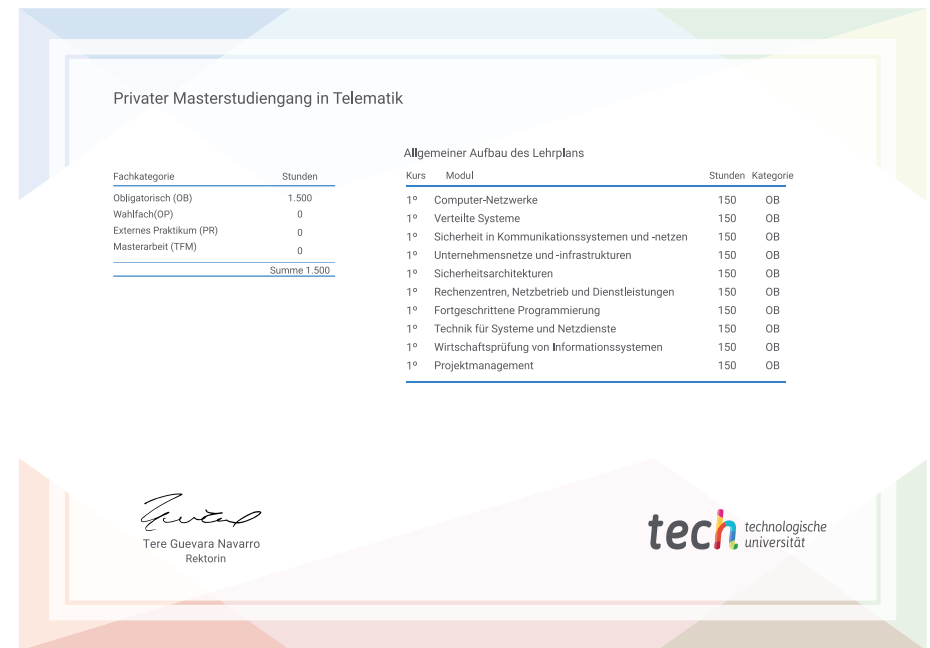 Privater Masterstudiengang in Telematik
Fachkategorie Stunden
Obligatorisch (OB) 1.500
Wahlfach(OP) 0
Externes Praktikum (PR) 0
Masterarbeit (TFM) 0
Summe 1.500
Allgemeiner Aufbau des Lehrplans
Kurs Modul Stunden Kategorie
1º Computer-Netzwerke 150 OB
1º Verteilte Systeme 150 OB
1º Sicherheit in Kommunikationssystemen und -netzen 150 OB
1º Unternehmensnetze und -infrastrukturen 150 OB
1º Sicherheitsarchitekturen 150 OB
1º Rechenzentren, Netzbetrieb und Dienstleistungen 150 OB
1º Fortgeschrittene Programmierung 150 OB
1º Technik für Systeme und Netzdienste 150 OB
1º Wirtschaftsprüfung von Informationssystemen 150 OB
1º Projektmanagement 150 OB
Tere Guevara Navarro
Rektorin
tech technologische
universität